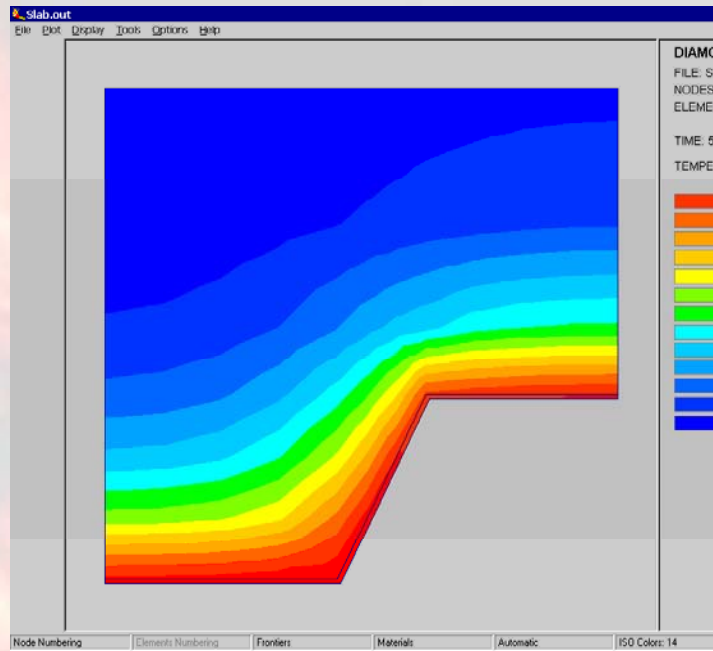 Slab.out
File Plot Display Tools Options Help
DIAMO
FILE: S
NODES
ELEME
TIME: 5
TEMPE
Node Numbering Elements Numbering Frontiers Materials Automatic ISO Colors: 14